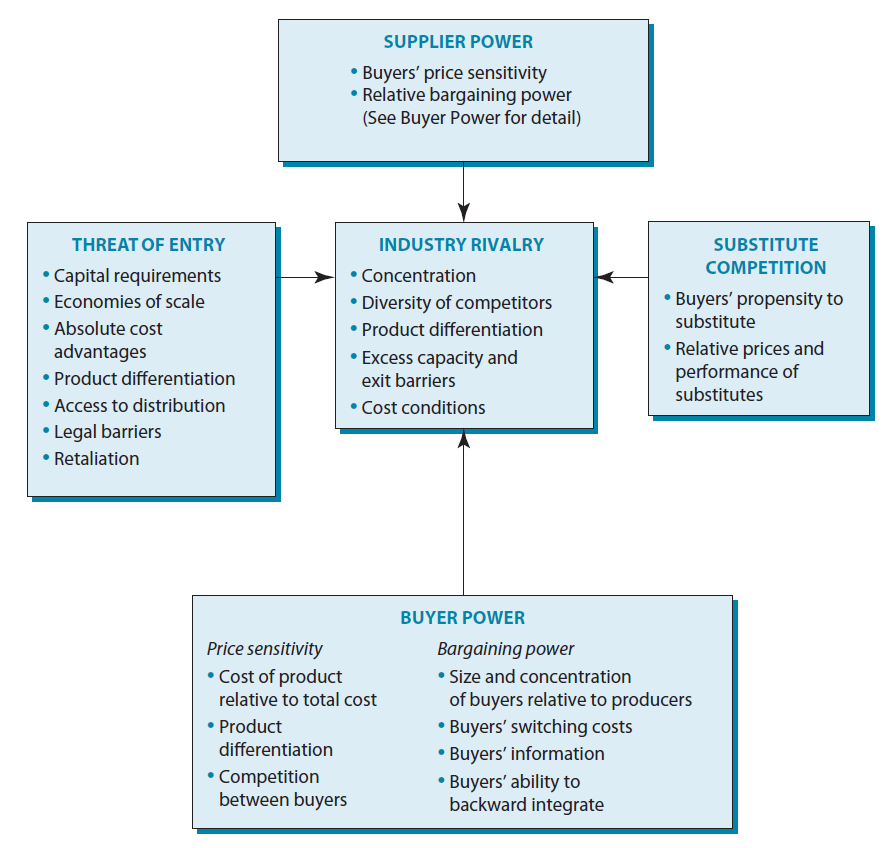 SUPPLIER POWER
• Buyers’ price sensitivity
• Relative bargaining power
(See Buyer Power for detail)
THREAT OF ENTRY
• Capital requirements
• Economies of scale
• Absolute cost
advantages
• Product differentiation
• Access to distribution
• Legal barriers
• Retaliation
INDUSTRY RIVALRY
• Concentration
• Diversity of competitors
• Product differentiation
• Excess capacity and
exit barriers
• Cost conditions
SUBSTITUTE
COMPETITION
• Buyers’ propensity to
substitute
• Relative prices and
performance of
substitutes
BUYER POWER
Price sensitivity
• Cost of product
relative to total cost
• Product
differentiation
• Competition
between buyers
Bargaining power
• Size and concentration
of buyers relative to producers
• Buyers’ switching costs
• Buyers’ information
• Buyers’ ability to
backward integrate